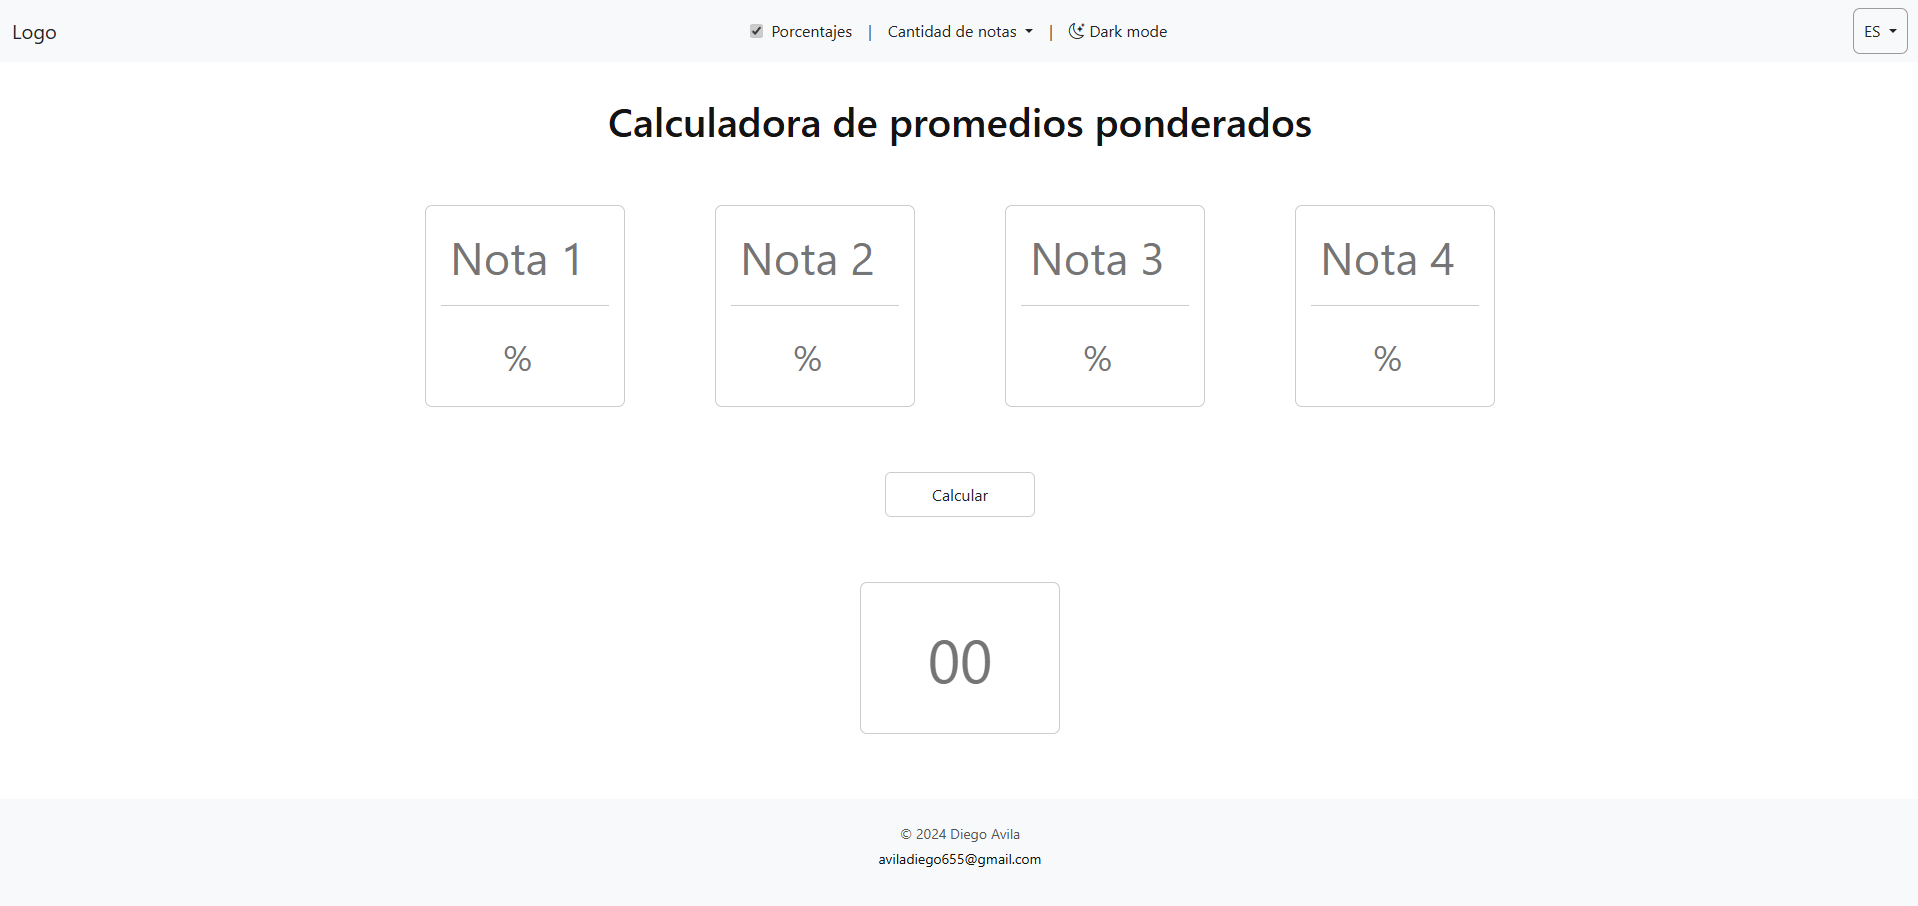 Logo
Porcentajes | Cantidad de notas | Dark mode
ES
Calculadora de promedios ponderados
Nota 1 Nota 2 Nota 3 Nota 4
% % % %
Calcular
00
© 2024 Diego Avila
aviladiego655@gmail.com